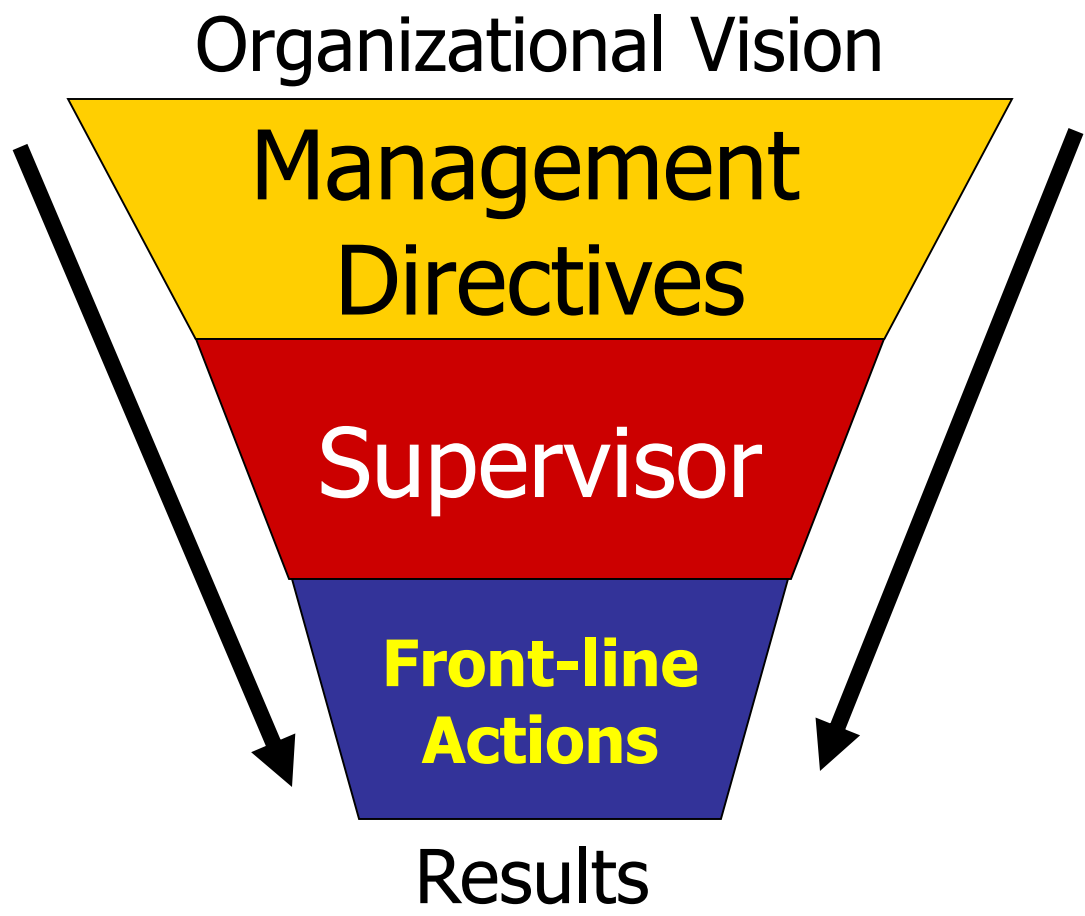 Organizational Vision
Management
Directives
Supervisor
Front-line
Actions
Results